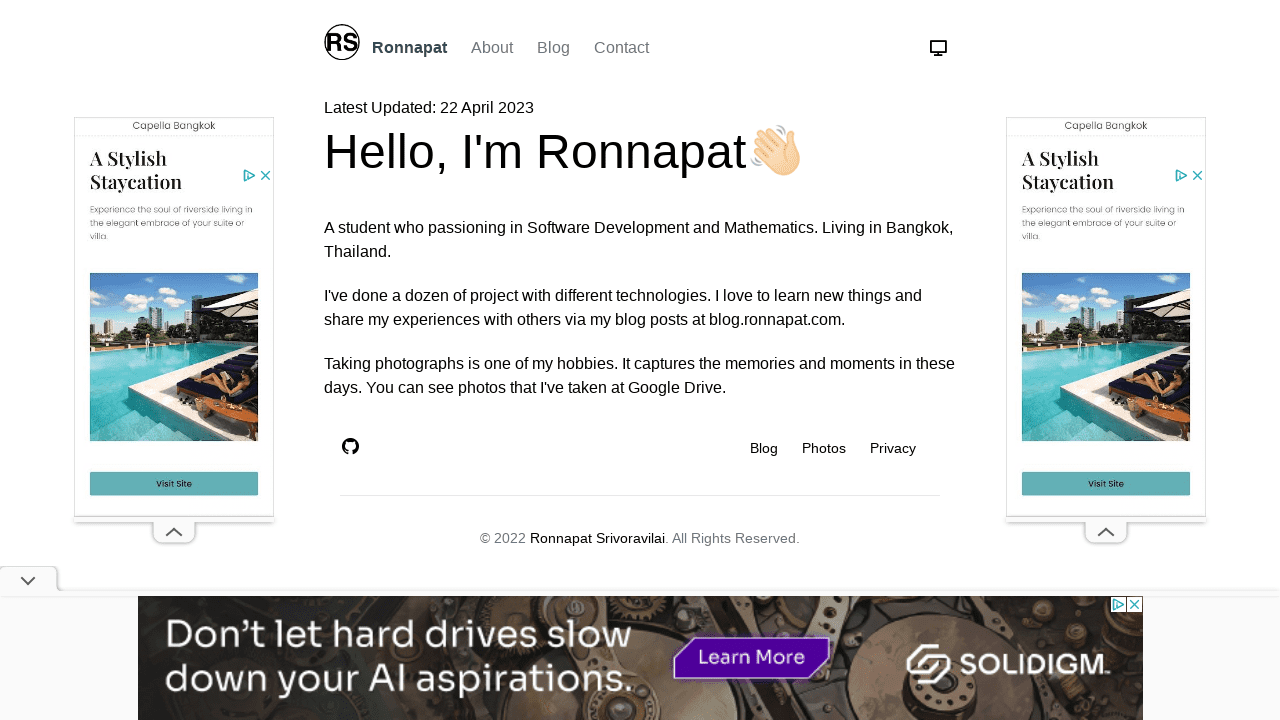 RS
Ronnapat
About
Blog
Contact
Latest Updated: 22 April 2023
Hello, I'm Ronnapat👋🏻
A student who passioning in Software Development and Mathematics. Living in Bangkok,
Thailand.
I've done a dozen of project with different technologies. I love to learn new things and
share my experiences with others via my blog posts at blog.ronnapat.com.
Taking photographs is one of my hobbies. It captures the memories and moments in these
days. You can see photos that I've taken at Google Drive.
Blog
Photos
Privacy
© 2022 Ronnapat Srivoravilai. All Rights Reserved.
Capella Bangkok
A Stylish
Staycation
Experience the soul of riverside living in
the elegant embrace of your suite or
villa.
Visit Site
Capella Bangkok
A Stylish
Staycation
Experience the soul of riverside living in
the elegant embrace of your suite or
villa.
Visit Site
Don't let hard drives slow
down your AI aspirations.
Learn More
SOLIDIGM™